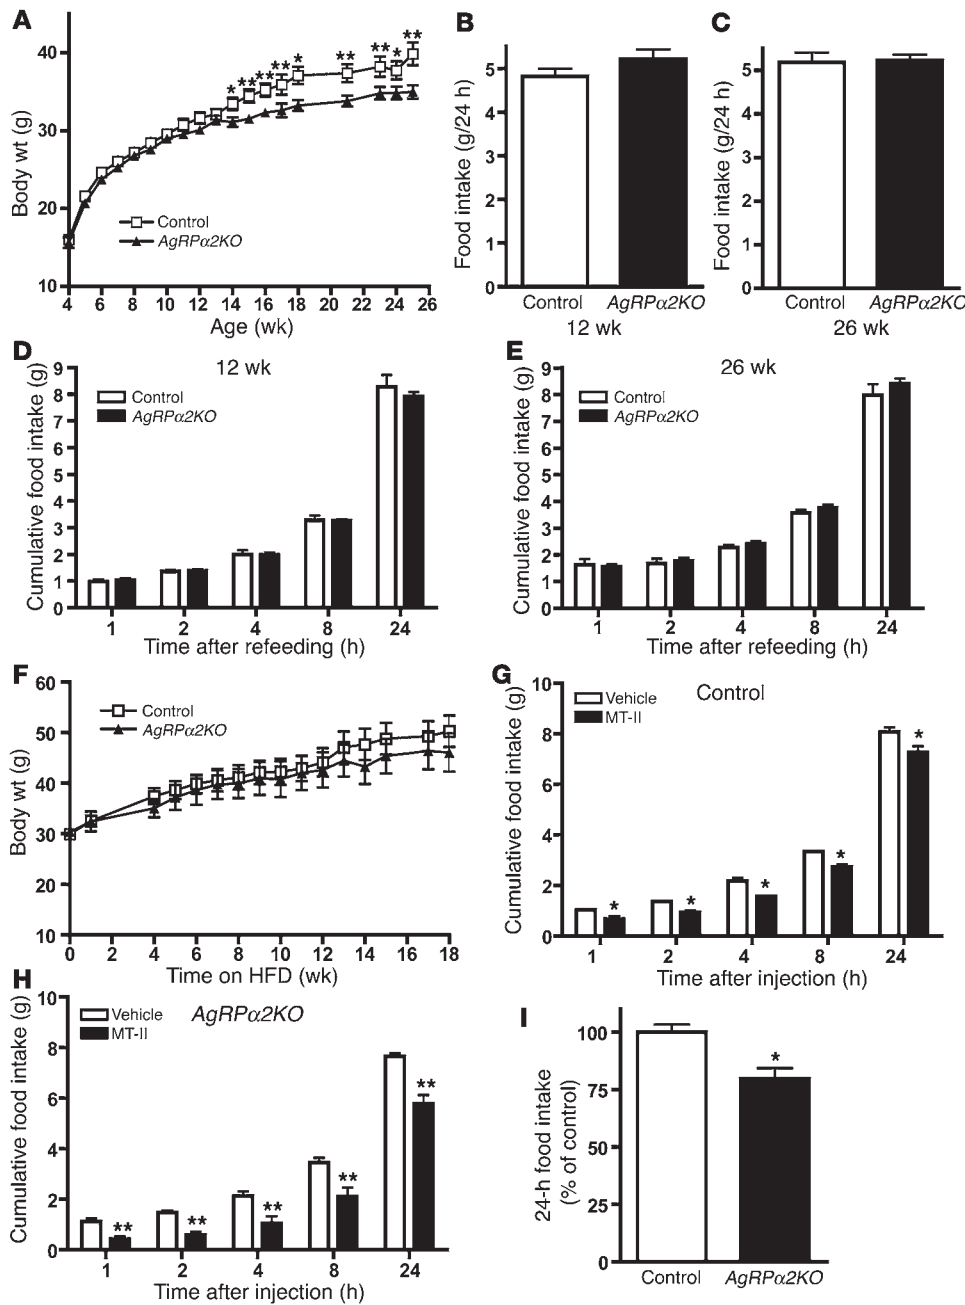 A
Body wt (g)
40
30
20
10
** ** * ** ** ** ** * ** * **
Control
AgRPα2KO
4 6 8 10 12 14 16 18 20 22 24 26
Age (wk)
B
Food intake (g/24 h)
5
4
3
2
1
0
Control AgRPα2KO
12 wk
C
Food intake (g/24 h)
5
4
3
2
1
0
Control AgRPα2KO
26 wk
D
12 wk
Cumulative food intake (g)
9
8
7
6
5
4
3
2
1
0
Control
AgRPα2KO
1 2 4 8 24
Time after refeeding (h)
E
26 wk
Cumulative food intake (g)
9
8
7
6
5
4
3
2
1
0
Control
AgRPα2KO
1 2 4 8 24
Time after refeeding (h)
F
Body wt (g)
60
50
40
30
20
10
Control
AgRPα2KO
0 2 4 6 8 10 12 14 16 18
Time on HFD (wk)
G
Control
Cumulative food intake (g)
10
8
6
4
2
0
Vehicle
MT-II
* * * * *
1 2 4 8 24
Time after injection (h)
H
AgRPα2KO
Cumulative food intake (g)
10
8
6
4
2
0
Vehicle
MT-II
** ** ** ** **
1 2 4 8 24
Time after injection (h)
I
24-h food intake
(% of control)
100
75
50
25
0
*
Control AgRPα2KO